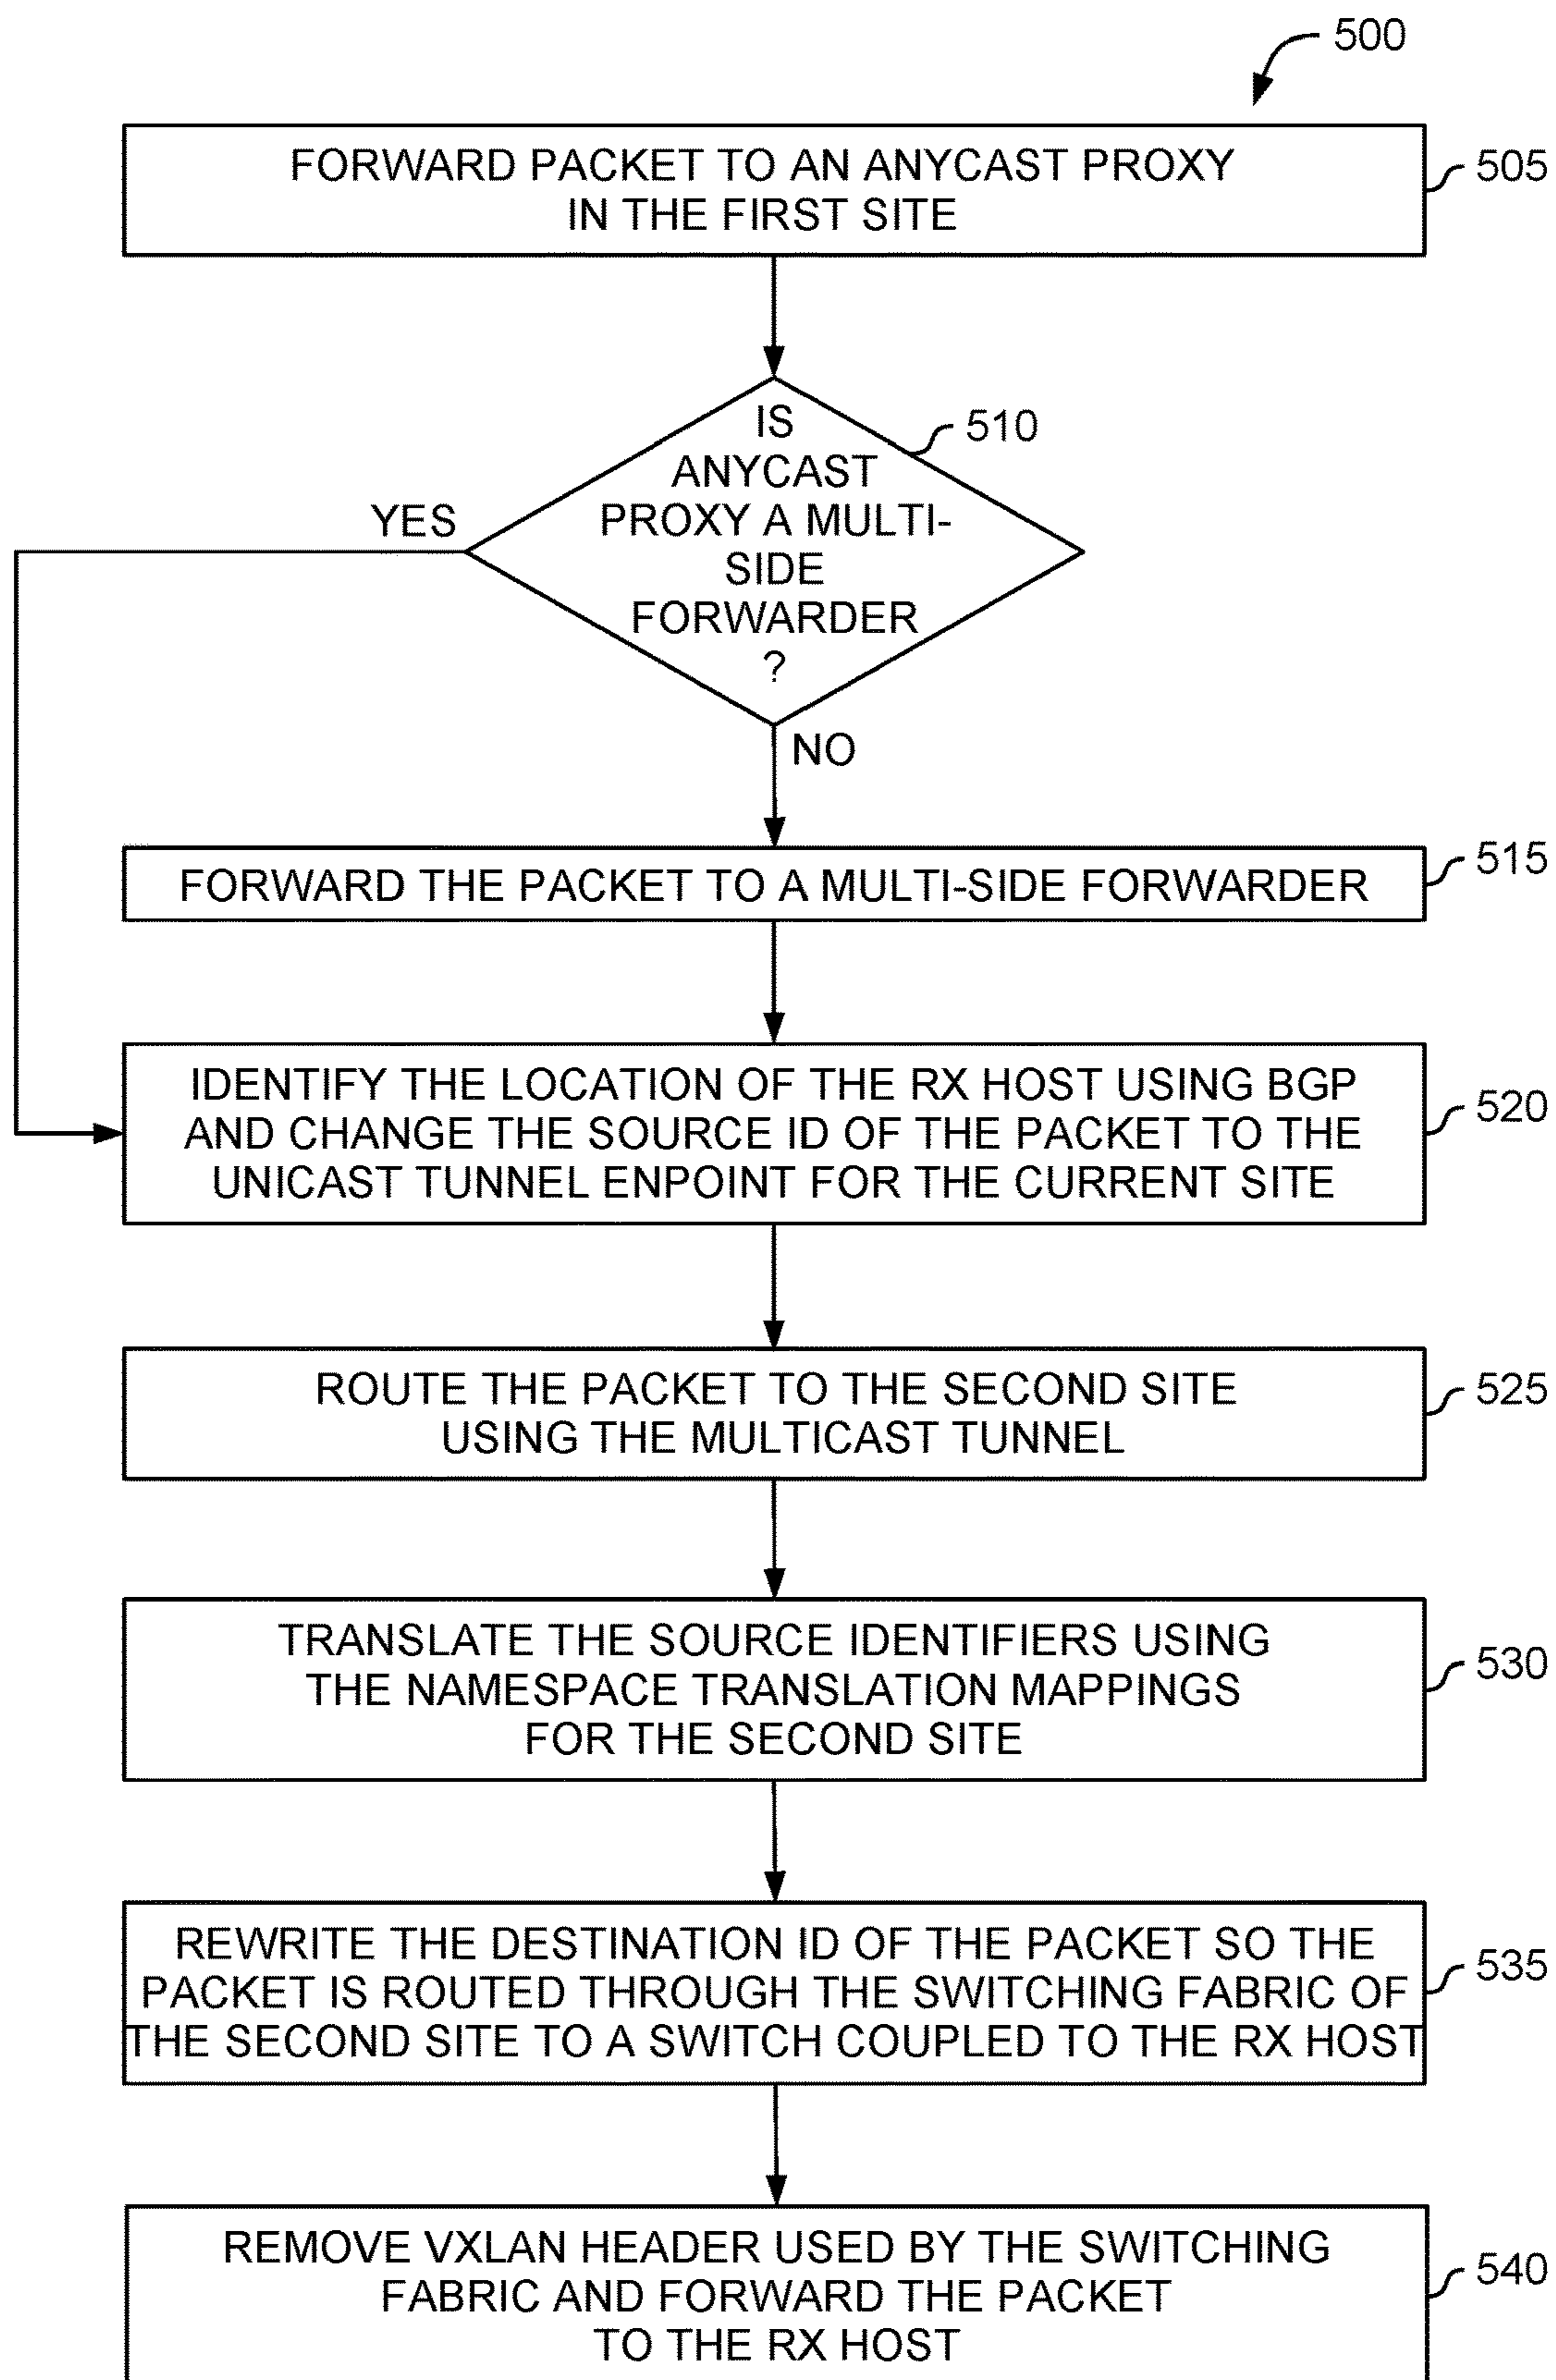 500
FORWARD PACKET TO AN ANYCAST PROXY
IN THE FIRST SITE
505
IS
ANYCAST
PROXY A MULTI-
SIDE
FORWARDER
?
510
YES
NO
FORWARD THE PACKET TO A MULTI-SIDE FORWARDER
515
IDENTIFY THE LOCATION OF THE RX HOST USING BGP
AND CHANGE THE SOURCE ID OF THE PACKET TO THE
UNICAST TUNNEL ENPOINT FOR THE CURRENT SITE
520
ROUTE THE PACKET TO THE SECOND SITE
USING THE MULTICAST TUNNEL
525
TRANSLATE THE SOURCE IDENTIFIERS USING
THE NAMESPACE TRANSLATION MAPPINGS
FOR THE SECOND SITE
530
REWRITE THE DESTINATION ID OF THE PACKET SO THE
PACKET IS ROUTED THROUGH THE SWITCHING FABRIC OF
THE SECOND SITE TO A SWITCH COUPLED TO THE RX HOST
535
REMOVE VXLAN HEADER USED BY THE SWITCHING
FABRIC AND FORWARD THE PACKET
TO THE RX HOST
540